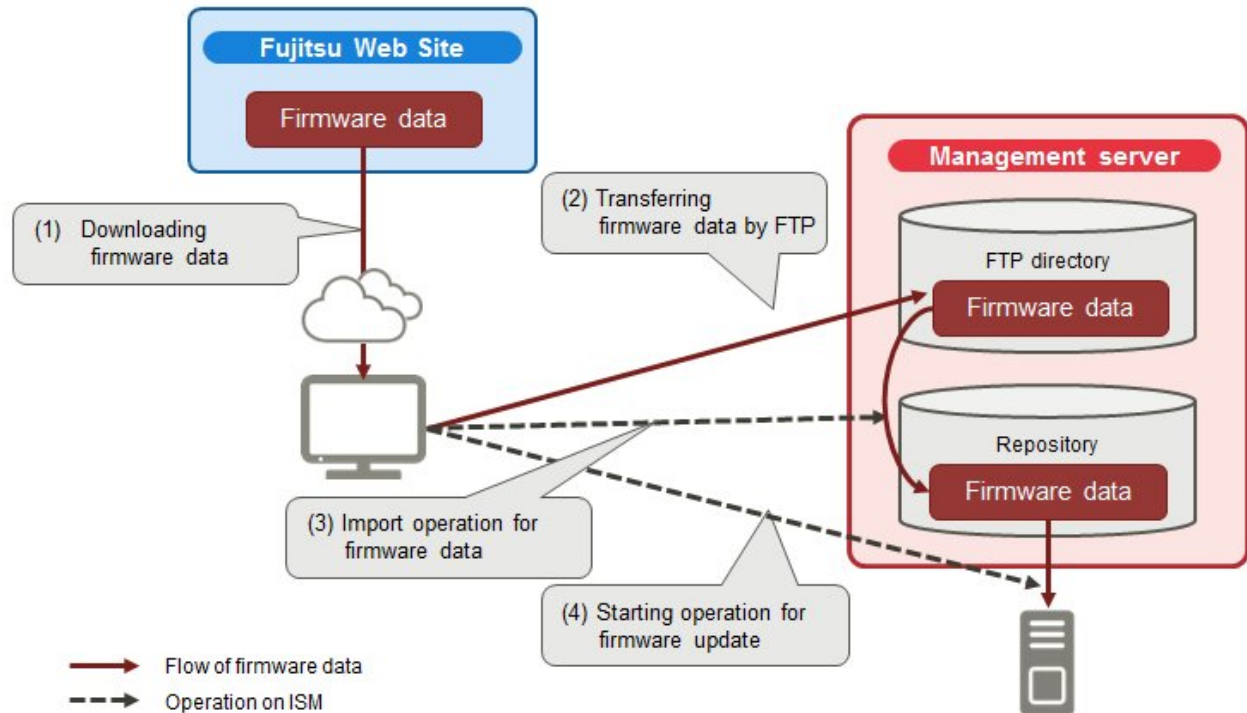 Fujitsu Web Site
Firmware data
Management server
(1) Downloading
firmware data
(2) Transferring
firmware data by FTP
FTP directory
Firmware data
Repository
Firmware data
(3) Import operation for
firmware data
(4) Starting operation for
firmware update
Flow of firmware data
Operation on ISM